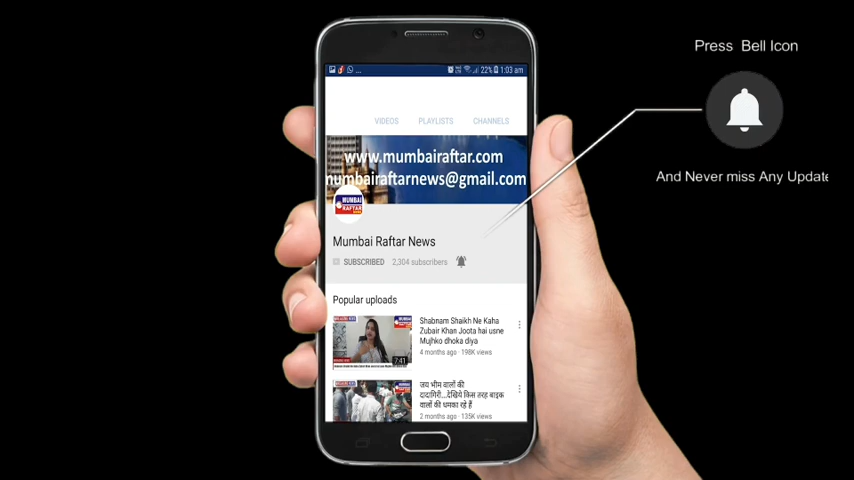 Press Bell Icon
And Never miss Any Update
22% 1:03 am
VIDEOS PLAYLISTS CHANNELS
www.mumbairaftar.com
numbairaftarnews@gmail.com
MUMBAI
RAFTAR
Mumbai Raftar News
SUBSCRIBED 2,304 subscribers
Popular uploads
Shabnam Shaikh Ne Kaha
Zubair Khan Joota hai usne
Mujhko dhoka diya
4 months ago · 198K views
7:41
जय भीम वालों की
दादागिरी...देखिये किस तरह बाइक
वालों की धमका रहे हैं
2 months ago · 135K views